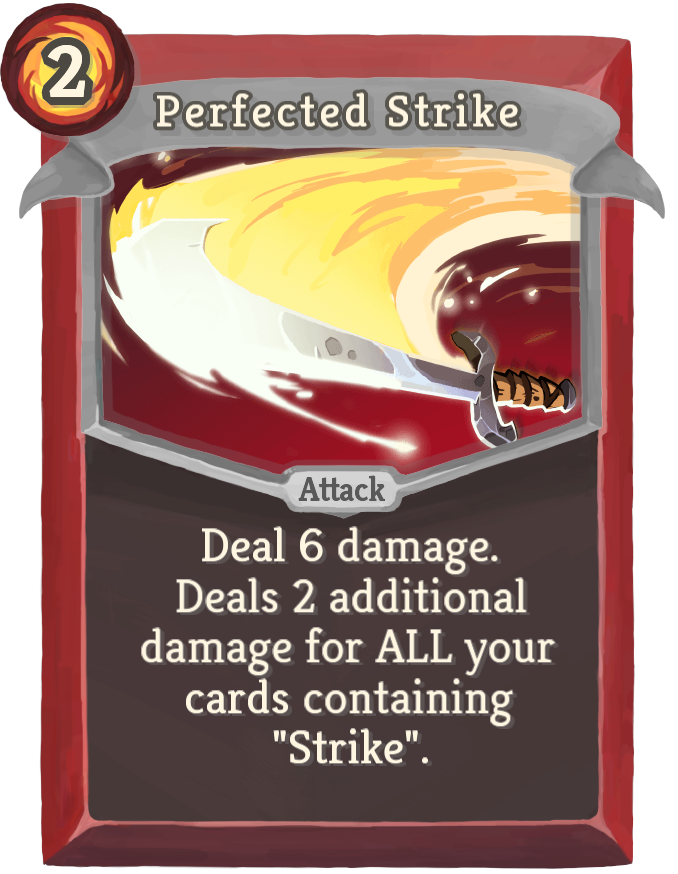 2
Perfected Strike
Attack
Deal 6 damage.
Deals 2 additional
damage for ALL your
cards containing
"Strike".